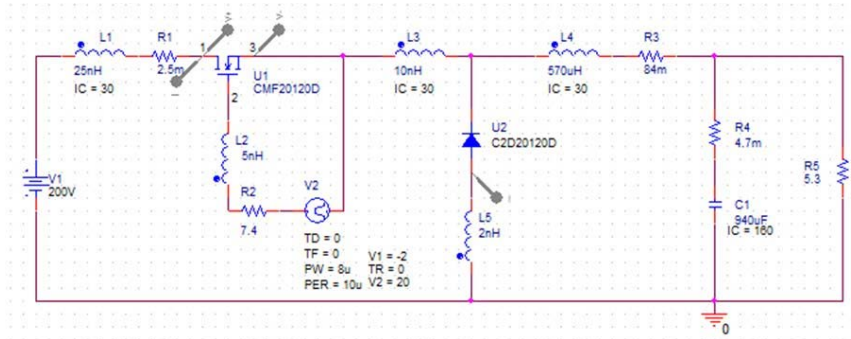 L1
25nH
IC = 30
R1
2.5m
1
3
2
U1
CMF20120D
L3
10nH
IC = 30
L4
570uH
IC = 30
R3
84m
L2
5nH
R2
7.4
V2
TD = 0
TF = 0
PW = 8u
PER = 10u
V1 = -2
TR = 0
V2 = 20
V1
200V
U2
C2D20120D
L5
2nH
R4
4.7m
C1
940uF
IC = 160
R5
5.3
0